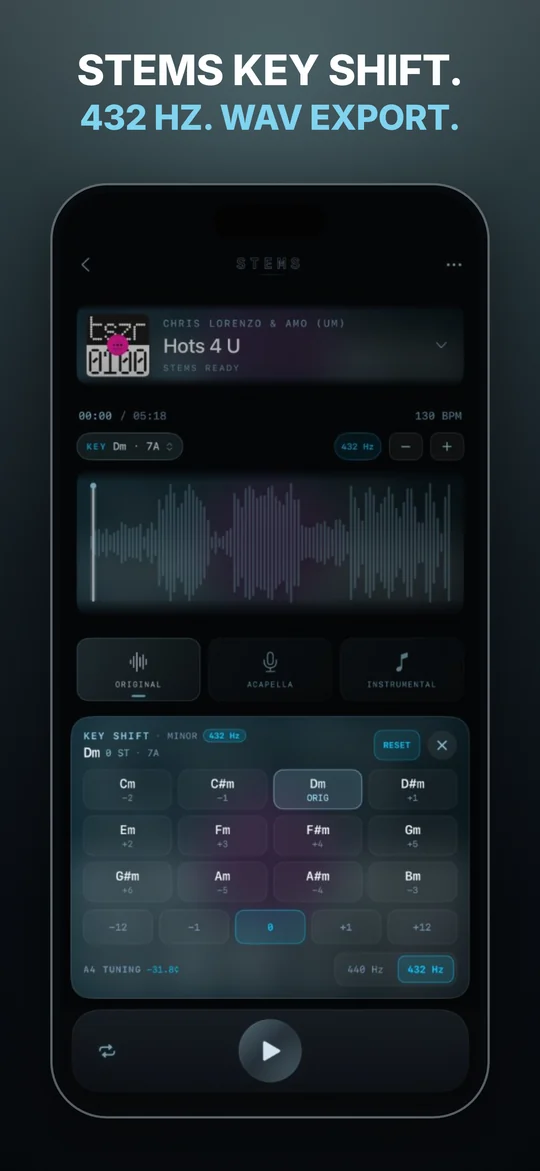 STEMS KEY SHIFT.
432 HZ. WAV EXPORT.
STEMS
tszr
0100
CHRIS LORENZO & AMO (UM)
Hots 4 U
STEMS READY
00:00 / 05:18
130 BPM
KEY Dm · 7A
432 Hz
− +
ORIGINAL
ACAPELLA
INSTRUMENTAL
KEY SHIFT · MINOR 432 Hz
Dm 0 ST · 7A
RESET
Cm C#m Dm D#m
−2 −1 ORIG +1
Em Fm F#m Gm
+2 +3 +4 +5
G#m Am A#m Bm
+6 −5 −4 −3
−12 −1 0 +1 +12
A4 TUNING −31.8¢
440 Hz 432 Hz